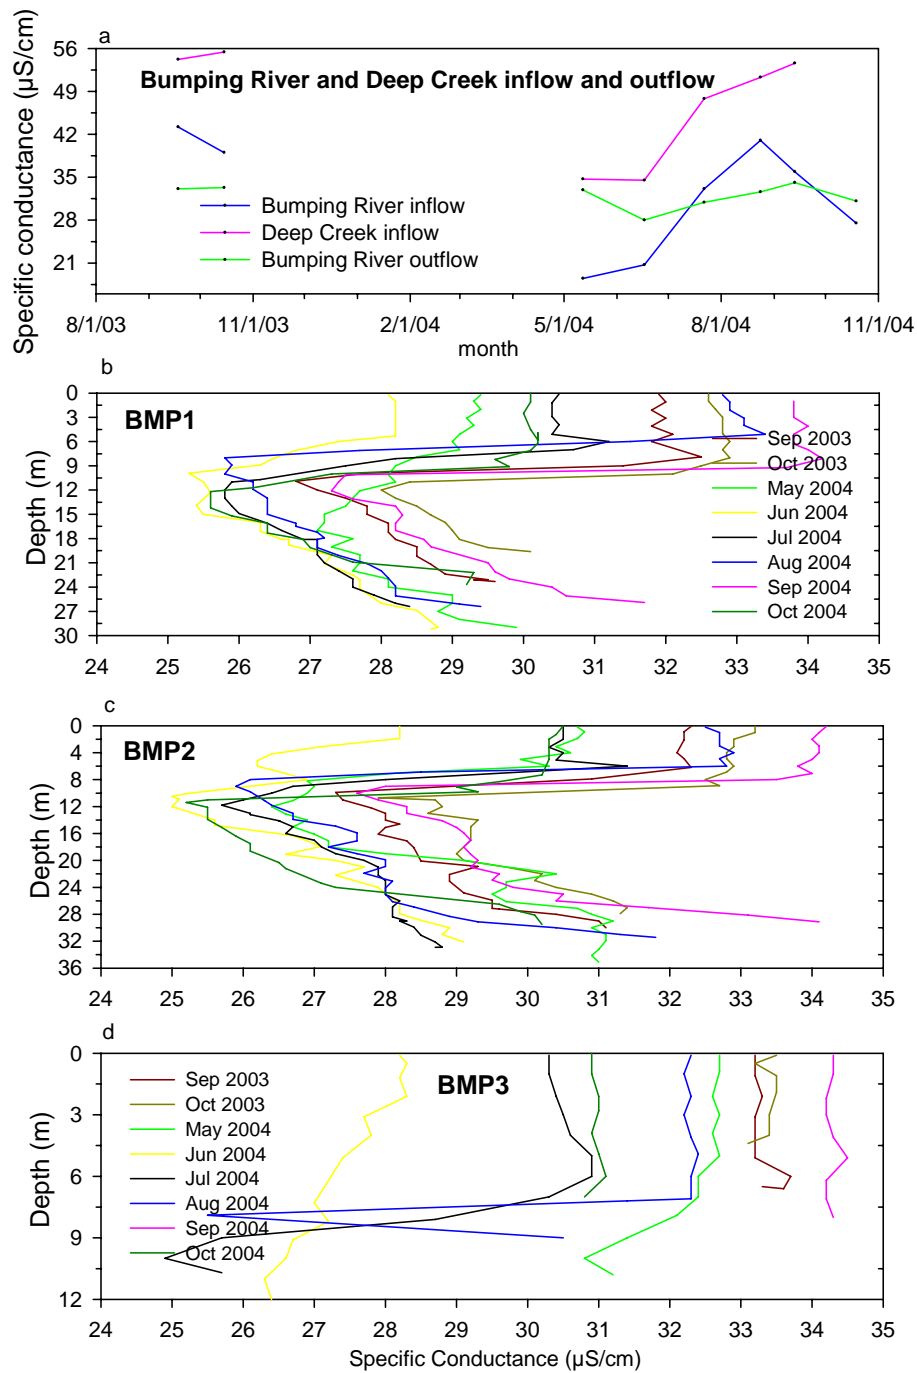 a
Bumping River and Deep Creek inflow and outflow
Specific conductance (µS/cm)
56
49
42
35
28
21
Bumping River inflow
Deep Creek inflow
Bumping River outflow
8/1/03 11/1/03 2/1/04 5/1/04 8/1/04 11/1/04
month
b
BMP1
Depth (m)
0
3
6
9
12
15
18
21
24
27
30
Sep 2003
Oct 2003
May 2004
Jun 2004
Jul 2004
Aug 2004
Sep 2004
Oct 2004
24 25 26 27 28 29 30 31 32 33 34 35
c
BMP2
Depth (m)
0
4
8
12
16
20
24
28
32
36
24 25 26 27 28 29 30 31 32 33 34 35
d
BMP3
Depth (m)
0
3
6
9
12
Sep 2003
Oct 2003
May 2004
Jun 2004
Jul 2004
Aug 2004
Sep 2004
Oct 2004
24 25 26 27 28 29 30 31 32 33 34 35
Specific Conductance (µS/cm)